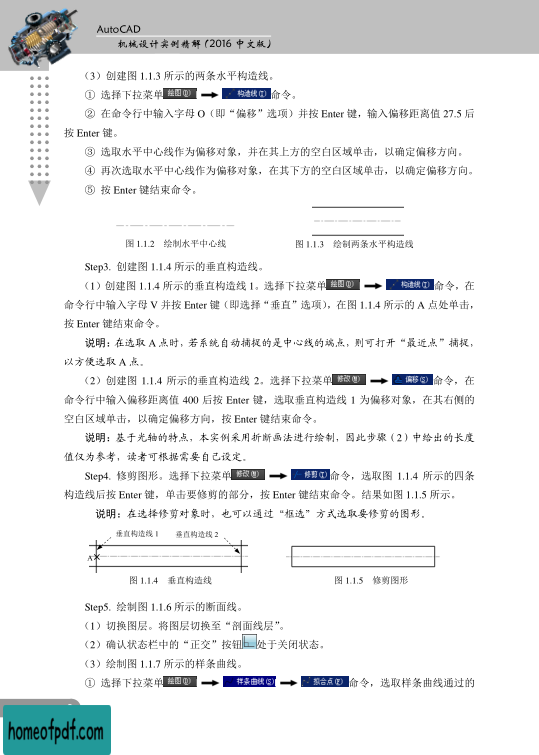 AutoCAD
机械设计实例精解(2016 中文版)
(3)创建图 1.1.3 所示的两条水平构造线。
① 选择下拉菜单 绘图(D) 构造线(T) 命令。
② 在命令行中输入字母 O(即“偏移”选项)并按 Enter 键,输入偏移距离值 27.5 后
按 Enter 键。
③ 选取水平中心线作为偏移对象,并在其上方的空白区域单击,以确定偏移方向。
④ 再次选取水平中心线作为偏移对象,在其下方的空白区域单击,以确定偏移方向。
⑤ 按 Enter 键结束命令。
图 1.1.2 绘制水平中心线
图 1.1.3 绘制两条水平构造线
Step3. 创建图 1.1.4 所示的垂直构造线。
(1)创建图 1.1.4 所示的垂直构造线 1。选择下拉菜单 绘图(D) 构造线(T) 命令,在
命令行中输入字母 V 并按 Enter 键(即选择“垂直”选项),在图 1.1.4 所示的 A 点处单击,
按 Enter 键结束命令。
说明:在选取 A 点时,若系统自动捕捉的是中心线的端点,则可打开“最近点”捕捉,
以方便选取 A 点。
(2)创建图 1.1.4 所示的垂直构造线 2。选择下拉菜单 修改(M) 偏移(S) 命令,在
命令行中输入偏移距离值 400 后按 Enter 键,选取垂直构造线 1 为偏移对象,在其右侧的
空白区域单击,以确定偏移方向,按 Enter 键结束命令。
说明:基于光轴的特点,本实例采用折断画法进行绘制,因此步骤(2)中给出的长度
值仅为参考,读者可根据需要自己设定。
Step4. 修剪图形。选择下拉菜单 修改(M) 修剪(T) 命令,选取图 1.1.4 所示的四条
构造线后按 Enter 键,单击要修剪的部分,按 Enter 键结束命令。结果如图 1.1.5 所示。
说明:在选择修剪对象时,也可以通过“框选”方式选取要修剪的图形。
垂直构造线 1 垂直构造线 2
A
图 1.1.4 垂直构造线
图 1.1.5 修剪图形
Step5. 绘制图 1.1.6 所示的断面线。
(1)切换图层。将图层切换至“剖面线层”。
(2)确认状态栏中的“正交”按钮处于关闭状态。
(3)绘制图 1.1.7 所示的样条曲线。
① 选择下拉菜单 绘图(D) 样条曲线(S) 拟合点(F) 命令,选取样条曲线通过的
homeofpdf.com